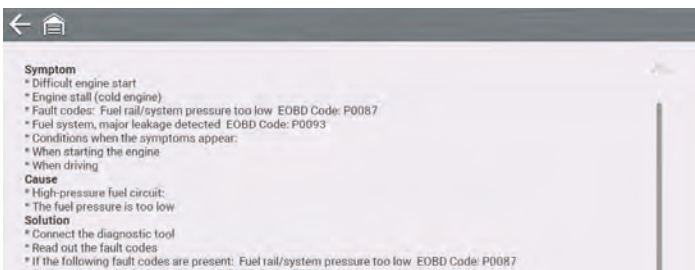 Symptom
* Difficult engine start
* Engine stall (cold engine)
* Fault codes:  Fuel rail/system pressure too low  EOBD Code: P0087
* Fuel system, major leakage detected  EOBD Code: P0093
* Conditions when the symptoms appear:
* When starting the engine
* When driving
Cause
* High-pressure fuel circuit:
* The fuel pressure is too low
Solution
* Connect the diagnostic tool
* Read out the fault codes
* If the following fault codes are present:  Fuel rail/system pressure too low  EOBD Code: P0087